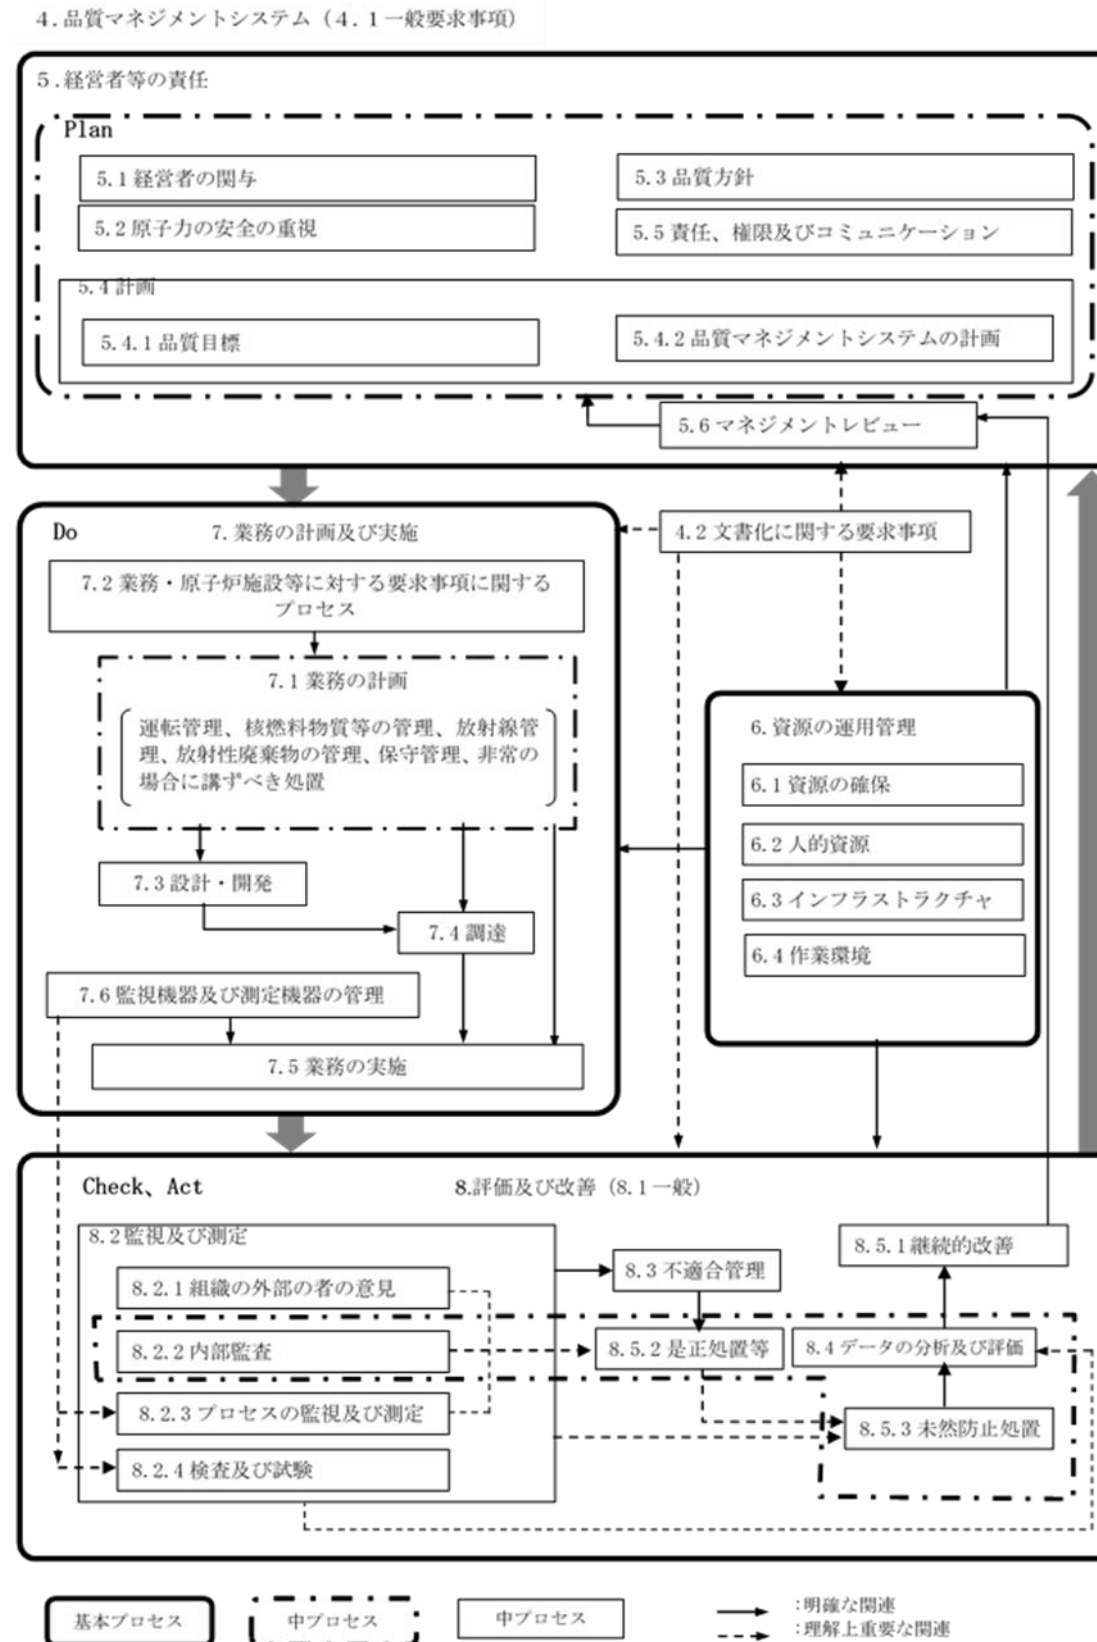 4.品質マネジメントシステム（4.1一般要求事項）
5.経営者等の責任
Plan
5.1経営者の関与
5.3品質方針
5.2原子力の安全の重視
5.5責任、権限及びコミュニケーション
5.4計画
5.4.1品質目標
5.4.2品質マネジメントシステムの計画
5.6マネジメントレビュー
Do
7.業務の計画及び実施
4.2文書化に関する要求事項
7.2業務・原子炉施設等に対する要求事項に関する
プロセス
7.1業務の計画
運転管理、核燃料物質等の管理、放射線管
理、放射性廃棄物の管理、保守管理、非常の
場合に講ずべき処置
6.資源の運用管理
6.1資源の確保
6.2人的資源
6.3インフラストラクチャ
6.4作業環境
7.3設計・開発
7.4調達
7.6監視機器及び測定機器の管理
7.5業務の実施
Check、Act
8.評価及び改善（8.1一般）
8.2監視及び測定
8.2.1組織の外部の者の意見
8.2.2内部監査
8.2.3プロセスの監視及び測定
8.2.4検査及び試験
8.3不適合管理
8.5.1継続的改善
8.5.2是正処置等
8.4データの分析及び評価
8.5.3未然防止処置
基本プロセス
中プロセス
中プロセス
：明確な関連
：理解上重要な関連